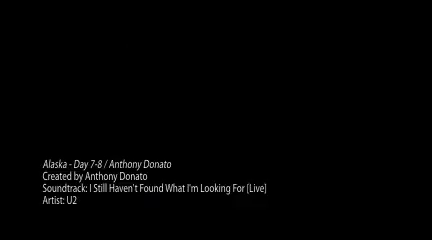 Alaska - Day 7-8 / Anthony Donato
Created by Anthony Donato
Soundtrack: I Still Haven't Found What I'm Looking For [Live]
Artist: U2